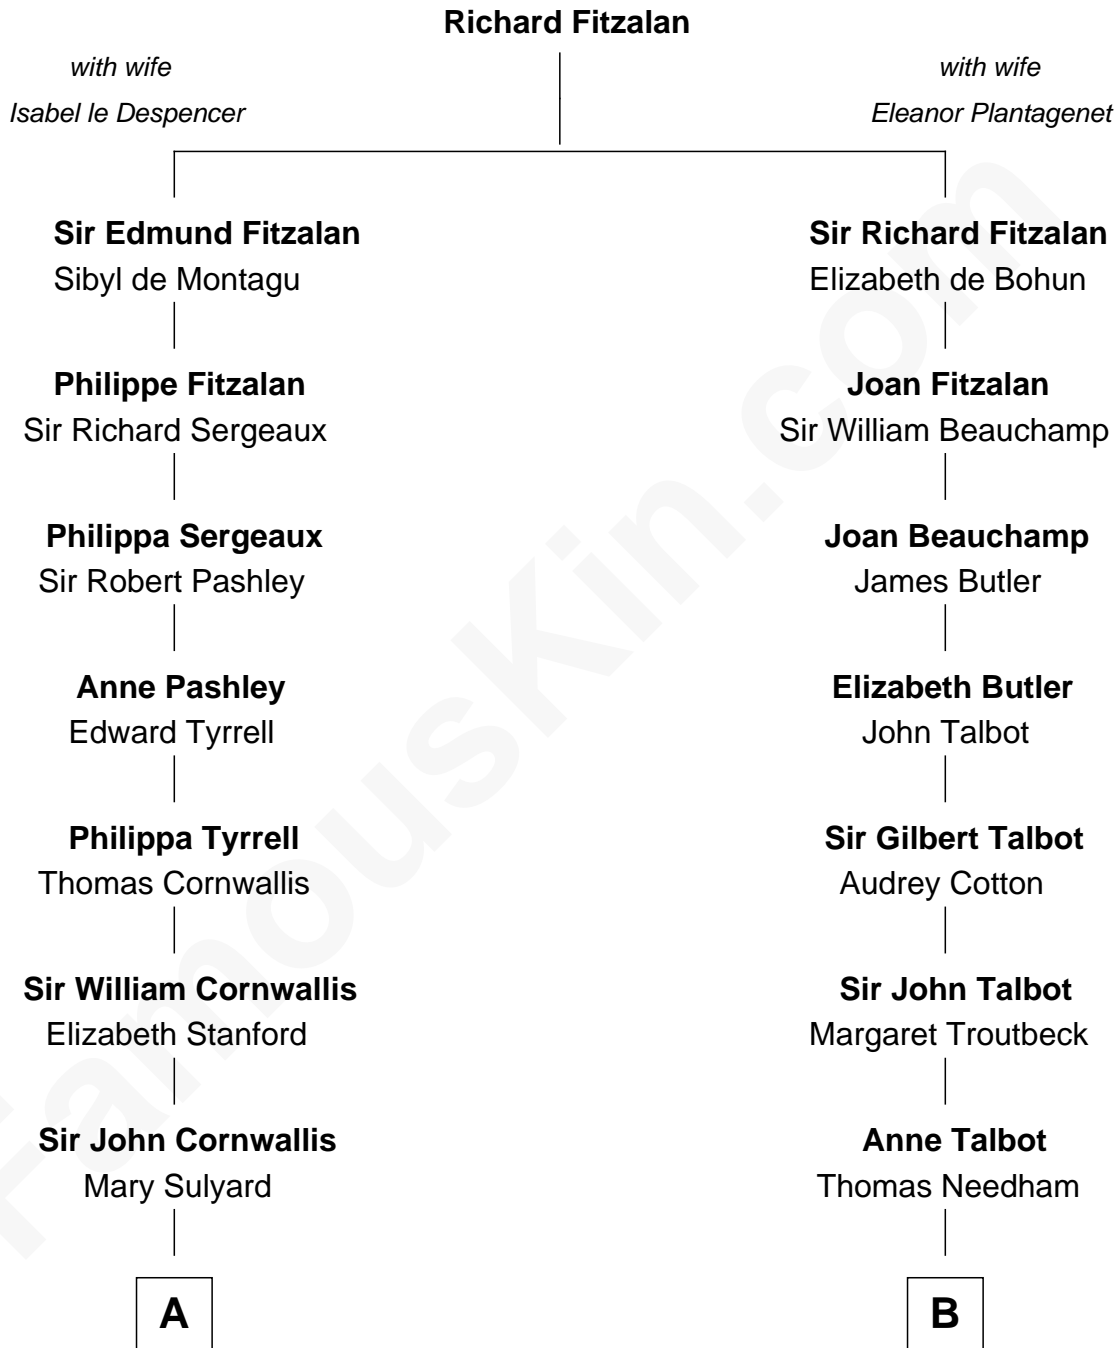 Richard Fitzalan
with wife
Isabel le Despencer
with wife
Eleanor Plantagenet
Sir Edmund Fitzalan
Sibyl de Montagu
Sir Richard Fitzalan
Elizabeth de Bohun
Philippe Fitzalan
Sir Richard Sergeaux
Joan Fitzalan
Sir William Beauchamp
Philippa Sergeaux
Sir Robert Pashley
Joan Beauchamp
James Butler
Anne Pashley
Edward Tyrrell
Elizabeth Butler
John Talbot
Philippa Tyrrell
Thomas Cornwallis
Sir Gilbert Talbot
Audrey Cotton
Sir William Cornwallis
Elizabeth Stanford
Sir John Talbot
Margaret Troutbeck
Sir John Cornwallis
Mary Sulyard
Anne Talbot
Thomas Needham
A
B
FamousKin.com